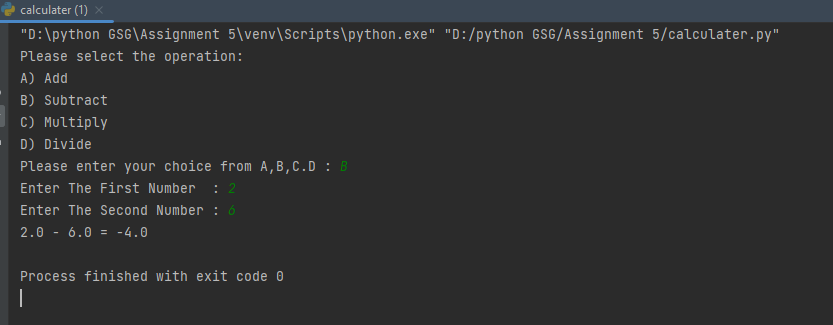 calculater (1)
"D:\python GSG\Assignment 5\venv\Scripts\python.exe" "D:/python GSG/Assignment 5/calculater.py"
Please select the operation:
A) Add
B) Subtract
C) Multiply
D) Divide
Please enter your choice from A,B,C.D : B
Enter The First Number  : 2
Enter The Second Number : 6
2.0 - 6.0 = -4.0
Process finished with exit code 0